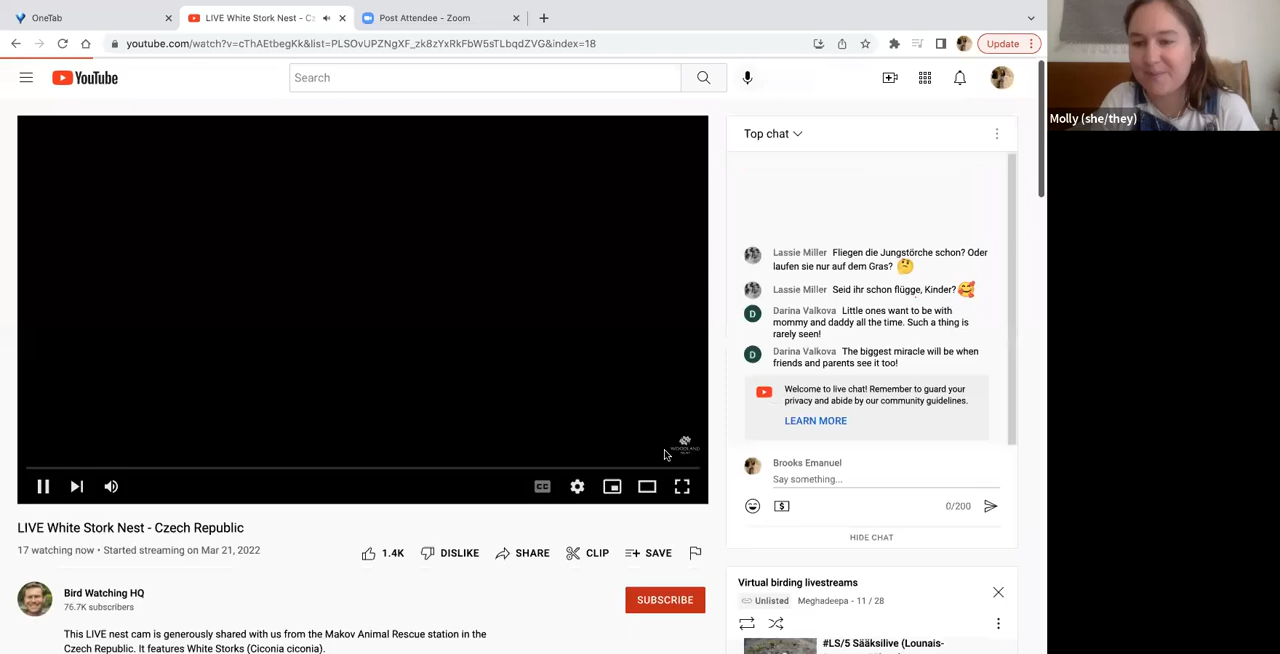 OneTab
LIVE White Stork Nest - Cz
Post Attendee - Zoom
youtube.com/watch?v=cThAEtbegKk&list=PLSOvUPZNgXF_zk8zYxRkFbW5sTLbqdZVG&index=18
Update
YouTube
Search
Molly (she/they)
Top chat
Lassie Miller Fliegen die Jungstörche schon? Oder
laufen sie nur auf dem Gras? 🤔
Lassie Miller Seid ihr schon flügge, Kinder? 🥰
D
Darina Valkova Little ones want to be with
mommy and daddy all the time. Such a thing is
rarely seen!
D
Darina Valkova The biggest miracle will be when
friends and parents see it too!
Welcome to live chat! Remember to guard your
privacy and abide by our community guidelines.
LEARN MORE
Brooks Emanuel
Say something...
$
0/200
HIDE CHAT
CC
LIVE White Stork Nest - Czech Republic
17 watching now • Started streaming on Mar 21, 2022
1.4K
DISLIKE
SHARE
CLIP
SAVE
Bird Watching HQ
76.7K subscribers
SUBSCRIBE
This LIVE nest cam is generously shared with us from the Makov Animal Rescue station in the
Czech Republic. It features White Storks (Ciconia ciconia).
Virtual birding livestreams
Unlisted Meghadeepa - 11 / 28
#LS/5 Sääksilive (Lounais-